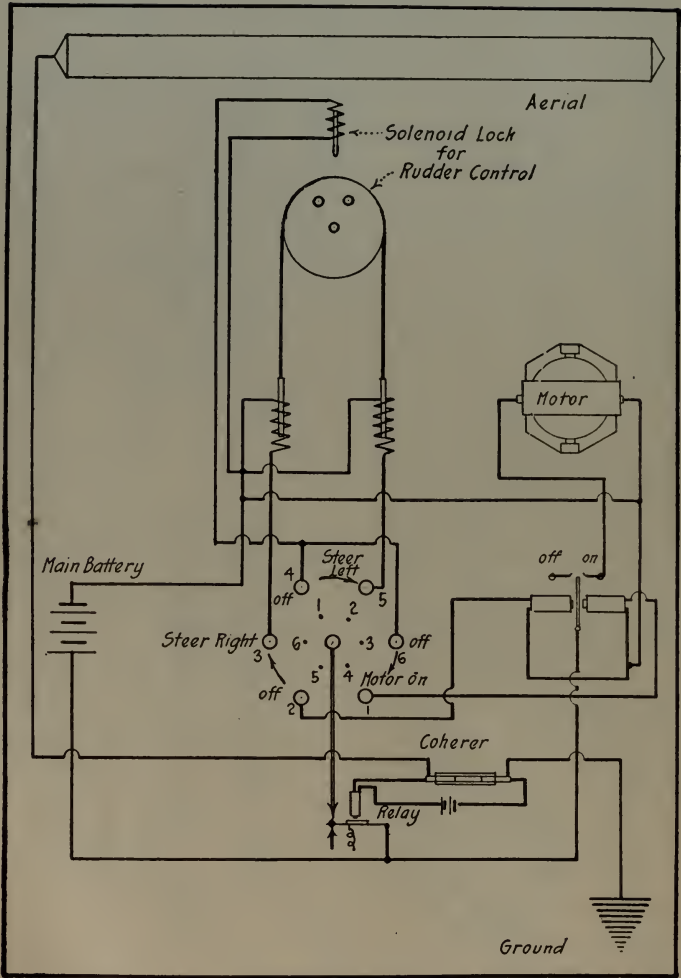 Aerial
Solenoid Lock
for
Rudder Control
Motor
off on
Main Battery
Steer
Left
4
off
5
1
2
Steer Right
3
6
3
off
6
5
4
Motor on
off
2
1
Coherer
Relay
Ground